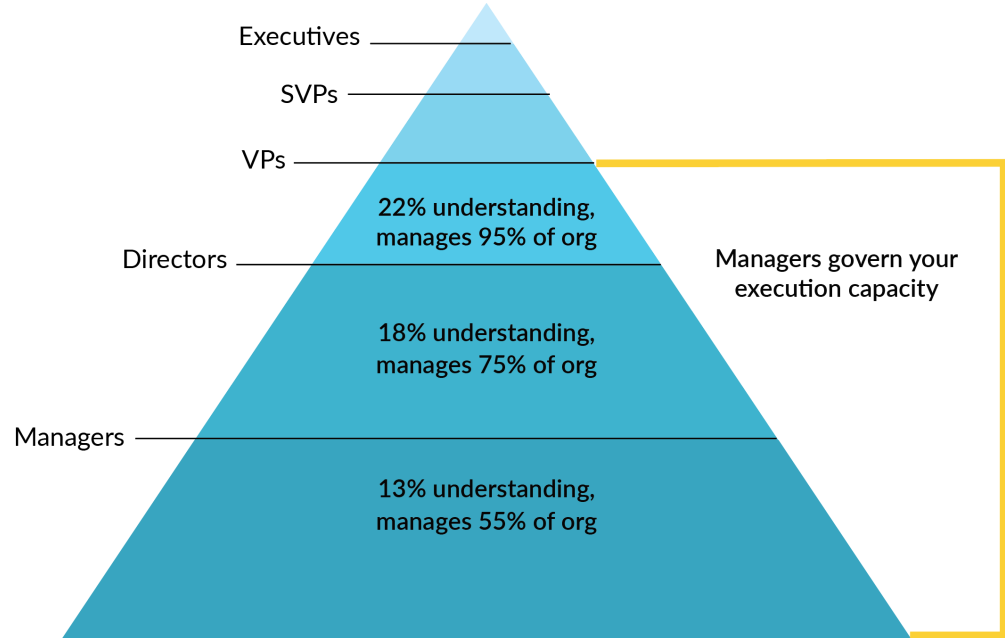 Executives
SVPs
VPs
22% understanding,
manages 95% of org
Directors
Managers govern your
execution capacity
18% understanding,
manages 75% of org
Managers
13% understanding,
manages 55% of org